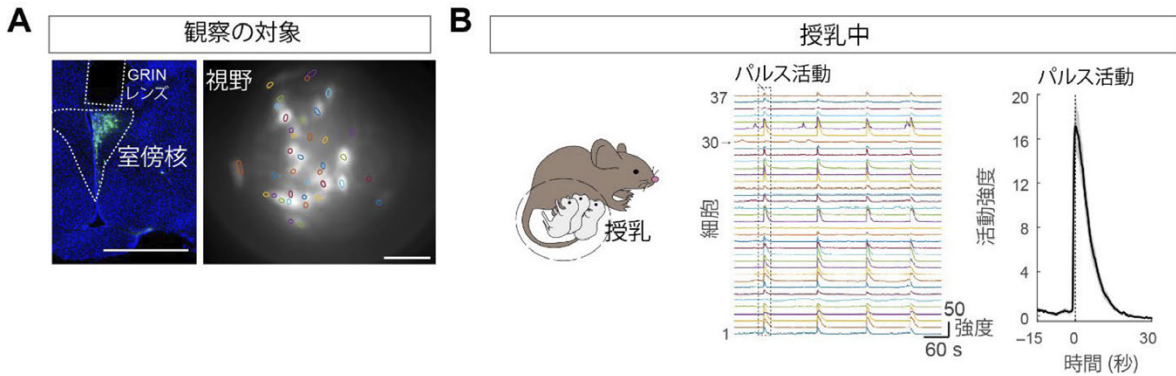 A
観察の対象
GRIN
レンズ
室傍核
視野
B
授乳中
授乳
パルス活動
37
30→
細胞
1
50
強度
60 s
パルス活動
活動強度
20
16
12
8
4
0
−15
0
30
時間 (秒)